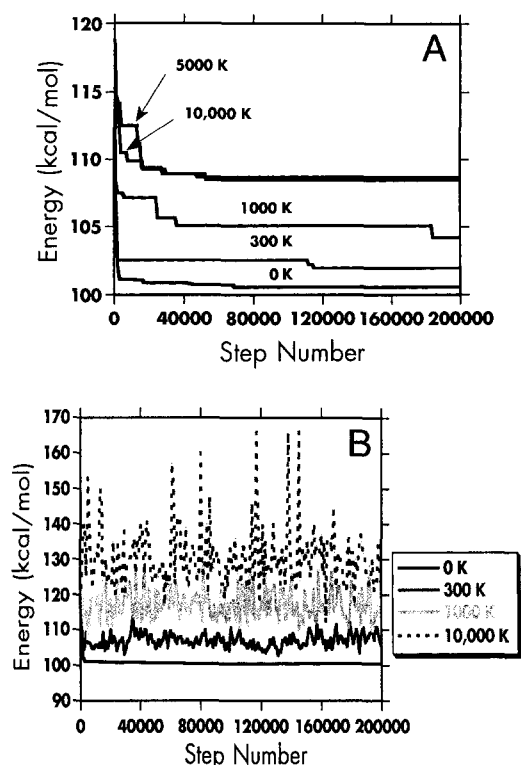 A
120
115
110
105
100
Energy (kcal/mol)
5000 K
10,000 K
1000 K
300 K
0 K
0 40000 80000 120000 160000 200000
Step Number
B
170
160
150
140
130
120
110
100
90
Energy (kcal/mol)
0 40000 80000 120000 160000 200000
Step Number
0 K
300 K
1000 K
10,000 K